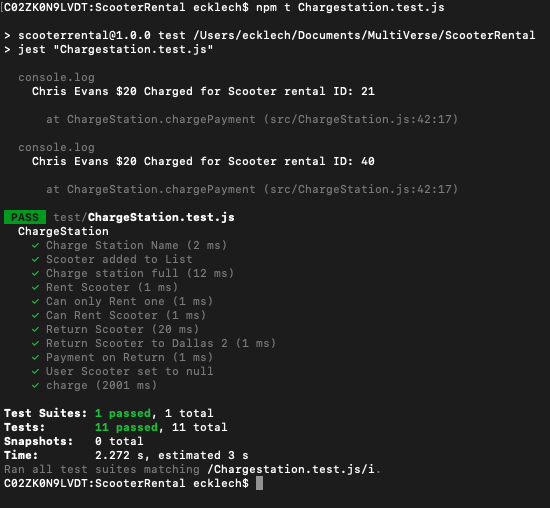 C02ZK0N9LVDT:ScooterRental ecklech$ npm t Chargestation.test.js
> scooterrental@1.0.0 test /Users/ecklech/Documents/MultiVerse/ScooterRental
> jest "Chargestation.test.js"
console.log
Chris Evans $20 Charged for Scooter rental ID: 21
at ChargeStation.chargePayment (src/ChargeStation.js:42:17)
console.log
Chris Evans $20 Charged for Scooter rental ID: 40
at ChargeStation.chargePayment (src/ChargeStation.js:42:17)
PASS test/ChargeStation.test.js
ChargeStation
✓ Charge Station Name (2 ms)
✓ Scooter added to List
✓ Charge station full (12 ms)
✓ Rent Scooter (1 ms)
✓ Can only Rent one (1 ms)
✓ Can Rent Scooter (1 ms)
✓ Return Scooter (20 ms)
✓ Return Scooter to Dallas 2 (1 ms)
✓ Payment on Return (1 ms)
✓ User Scooter set to null
✓ charge (2001 ms)
Test Suites: 1 passed, 1 total
Tests: 11 passed, 11 total
Snapshots: 0 total
Time: 2.272 s, estimated 3 s
Ran all test suites matching /Chargestation.test.js/i.
C02ZK0N9LVDT:ScooterRental ecklech$